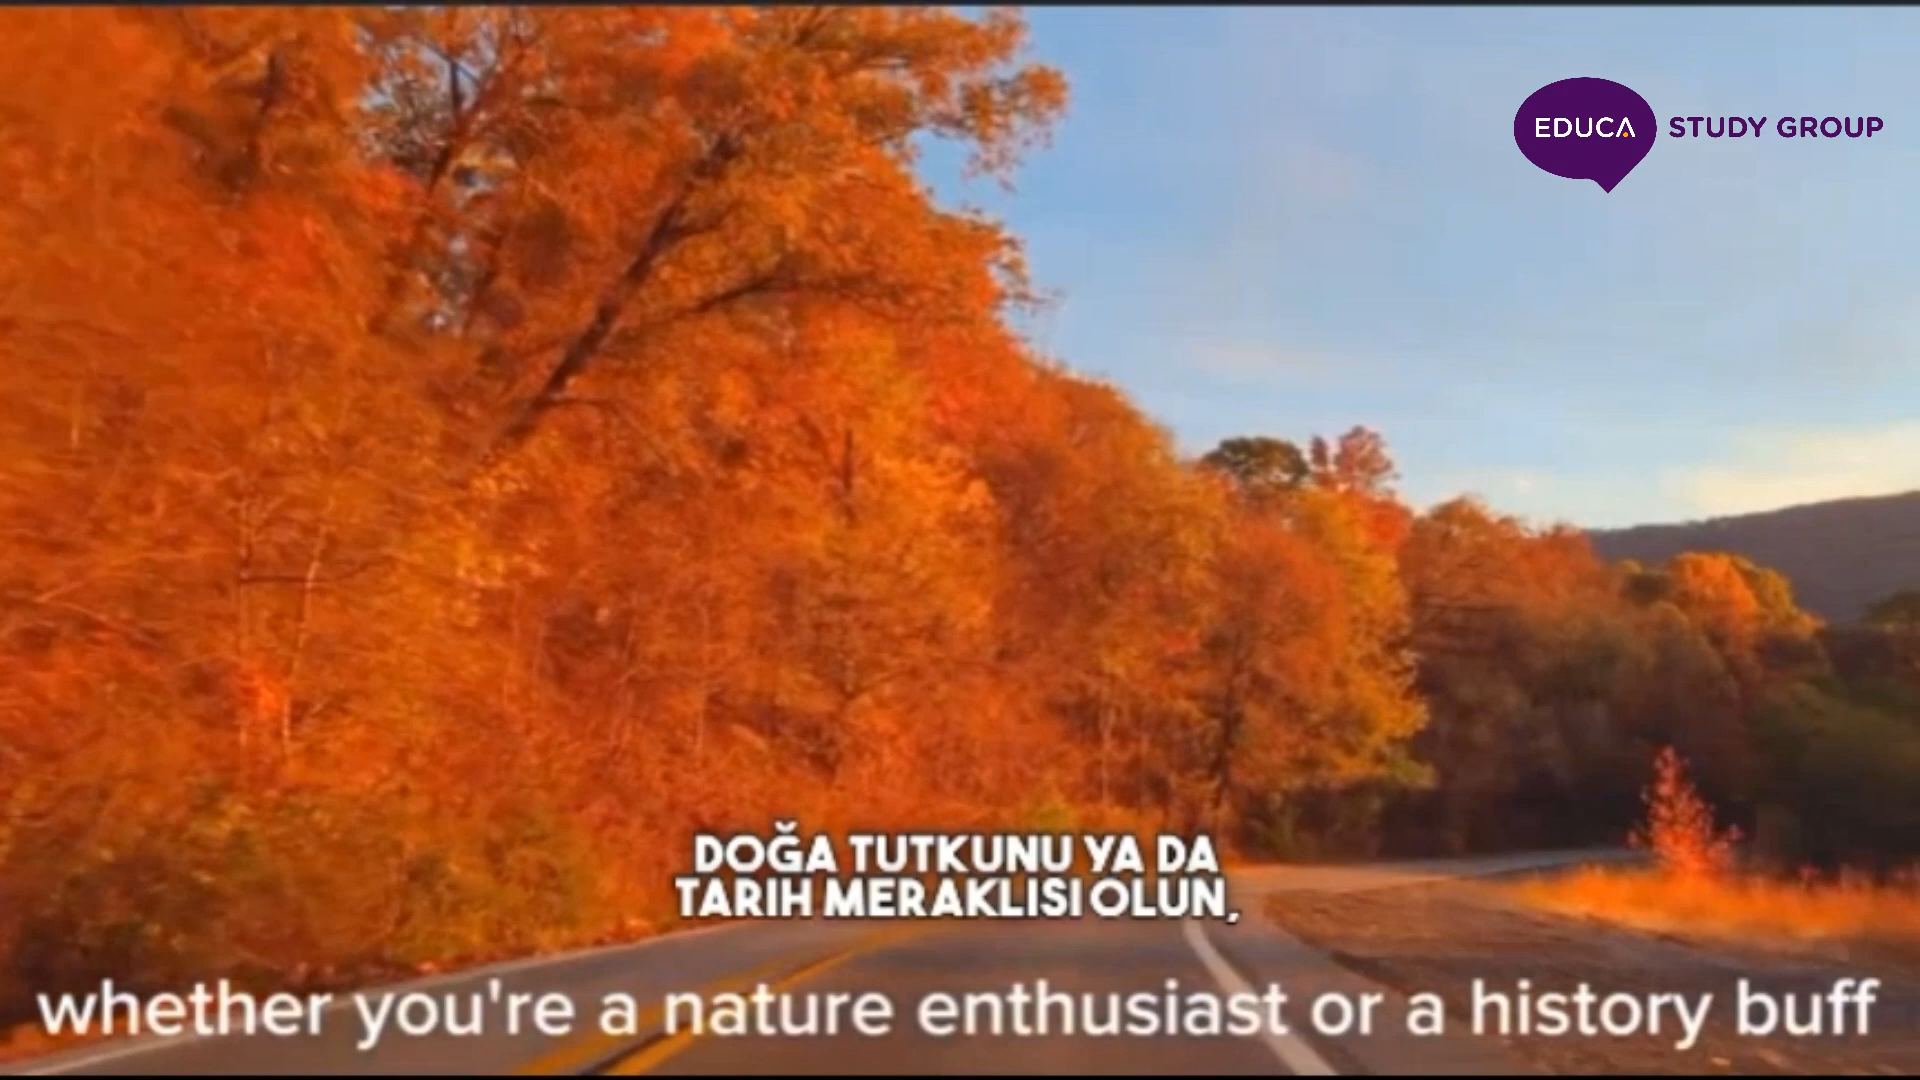 EDUCA STUDY GROUP
DOĞA TUTKUNU YA DA
TARIH MERAKLISI OLUN,
whether you're a nature enthusiast or a history buff